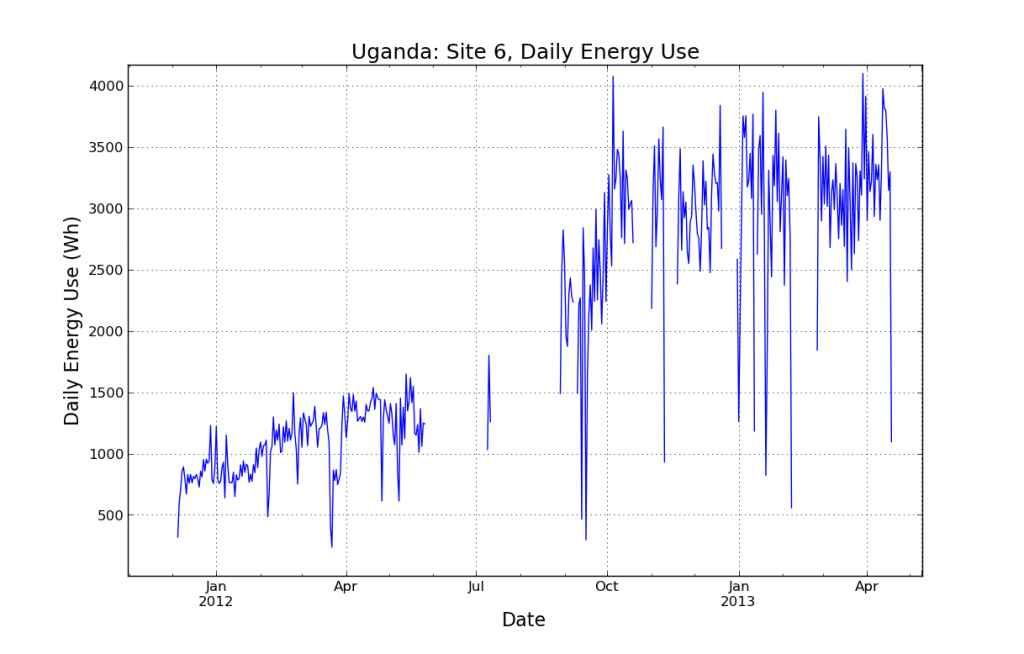 Uganda: Site 6, Daily Energy Use
Daily Energy Use (Wh)
4000
3500
3000
2500
2000
1500
1000
500
Jan Apr Jul Oct Jan Apr
2012 2013
Date